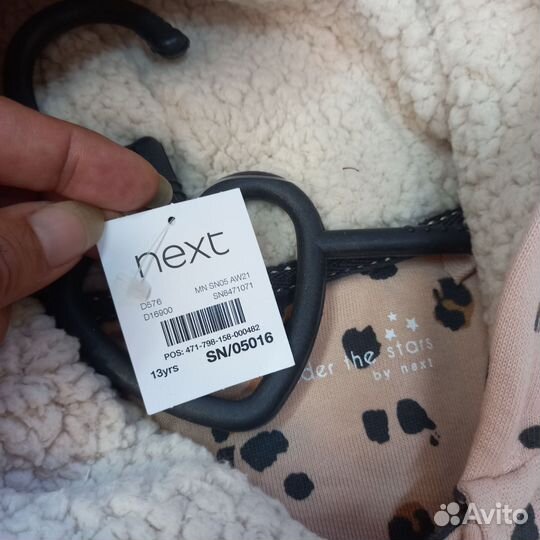 next
D576
MN SN05 AW21
D16900
SN8471071
POS: 471-798-158-000482
13yrs
SN/05016
der the stars
by next
Avito